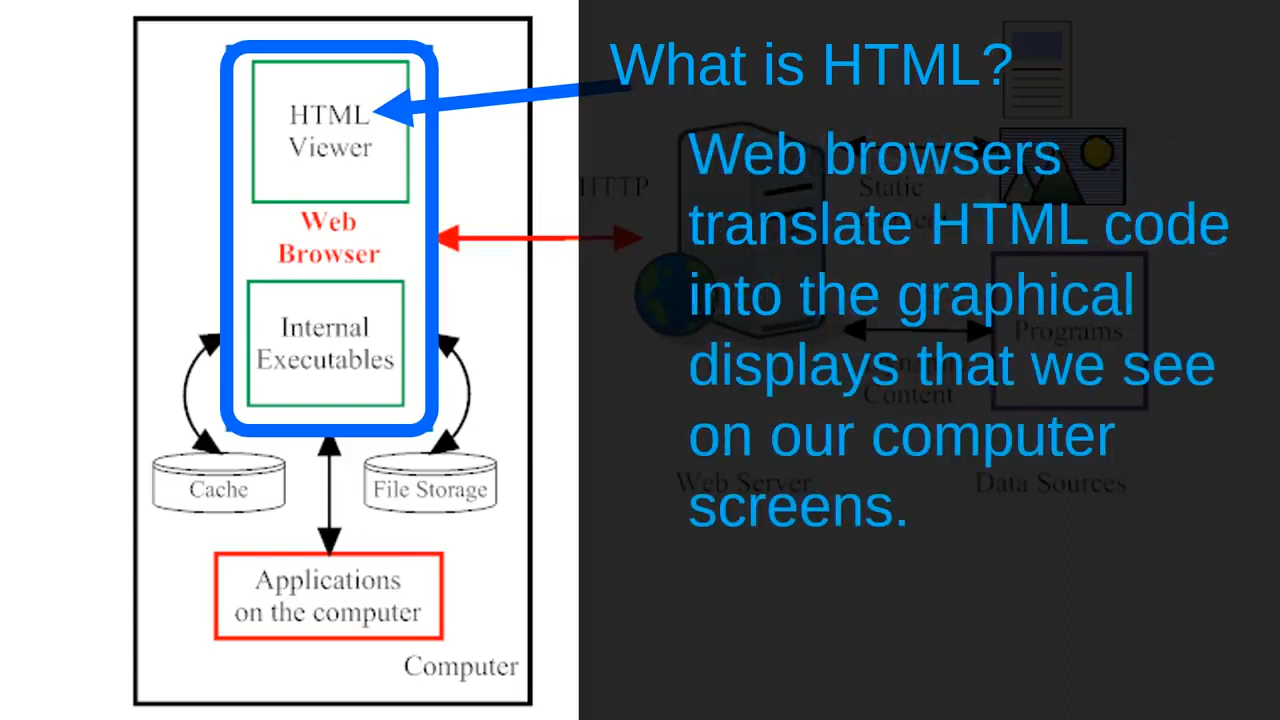 HTML
Viewer
Web
Browser
Internal
Executables
Cache
File Storage
Applications
on the computer
Computer
What is HTML?
Web browsers
translate HTML code
into the graphical
displays that we see
on our computer
screens.
HTTP
Static
Programs
Content
Web Server
Data Sources